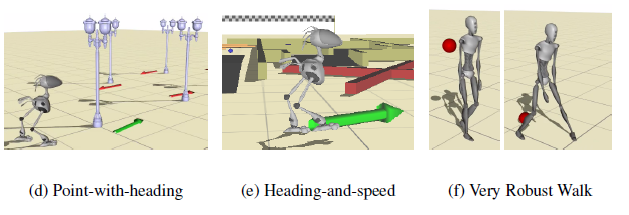 (d) Point-with-heading
(e) Heading-and-speed
(f) Very Robust Walk